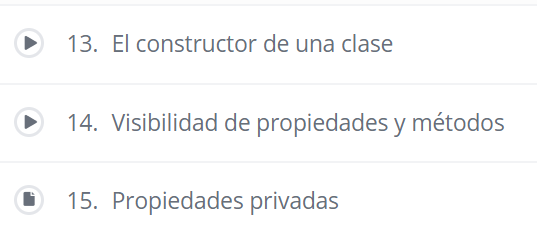 13. El constructor de una clase
14. Visibilidad de propiedades y métodos
15. Propiedades privadas